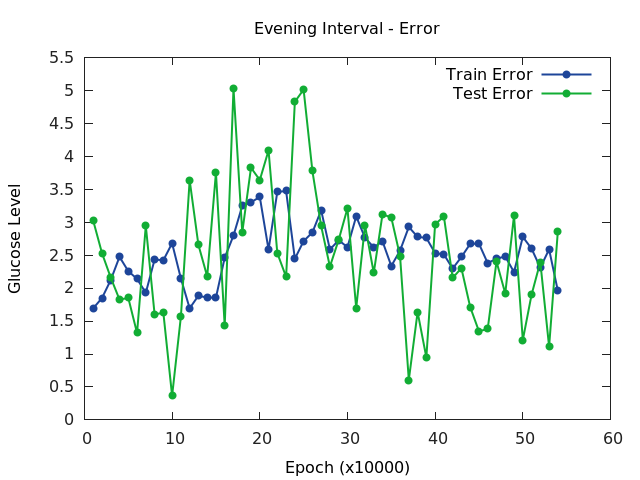 Evening Interval - Error
Train Error
Test Error
5.5
5
4.5
4
3.5
3
2.5
2
1.5
1
0.5
0
Glucose Level
0 10 20 30 40 50 60
Epoch (x10000)